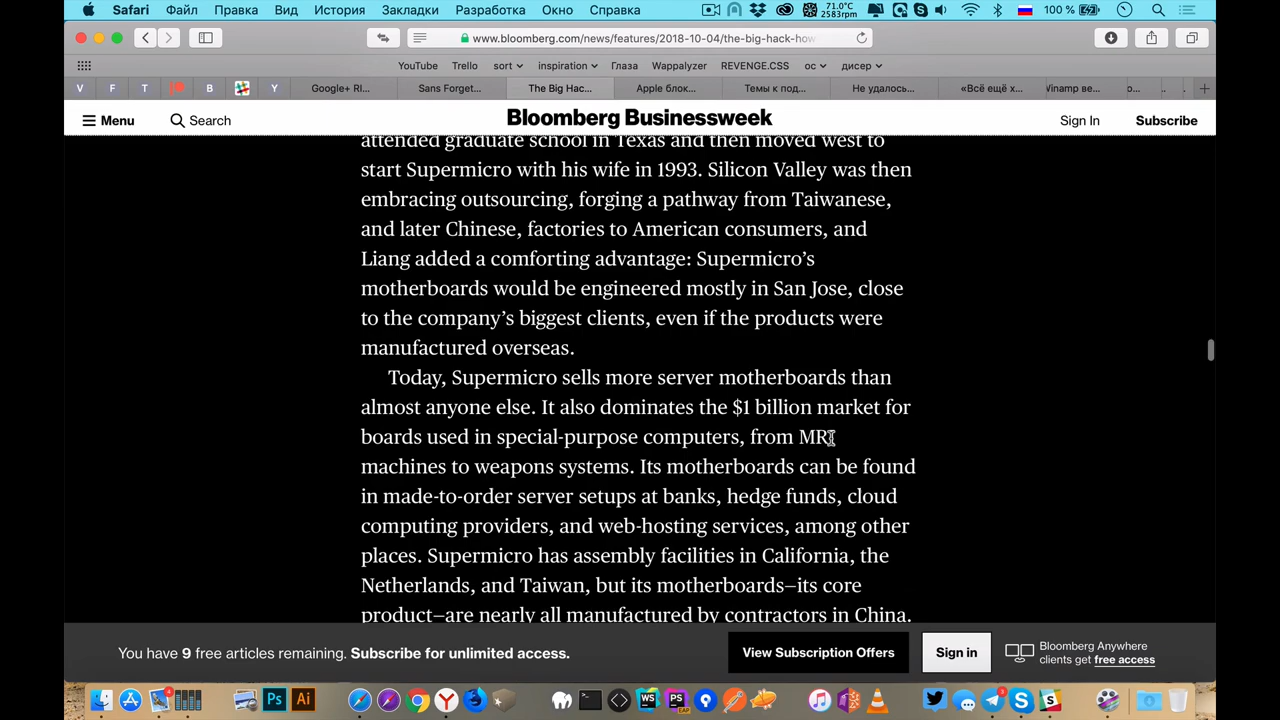 Safari Файл Правка Вид История Закладки Разработка Окно Справка 71.0°C 2583rpm 100 %
www.bloomberg.com/news/features/2018-10-04/the-big-hack-how-
YouTube Trello sort inspiration Глаза Wappalyzer REVENGE.CSS ос дисер
V F T B Y Google+ RI... Sans Forget... The Big Hac... Apple блок... Темы к под... Не удалось... «Всё ещё х... Winamp ве... о... .. ..
Menu Search Bloomberg Businessweek Sign In Subscribe
attended graduate school in Texas and then moved west to
start Supermicro with his wife in 1993. Silicon Valley was then
embracing outsourcing, forging a pathway from Taiwanese,
and later Chinese, factories to American consumers, and
Liang added a comforting advantage: Supermicro’s
motherboards would be engineered mostly in San Jose, close
to the company’s biggest clients, even if the products were
manufactured overseas.
Today, Supermicro sells more server motherboards than
almost anyone else. It also dominates the $1 billion market for
boards used in special-purpose computers, from MRI
machines to weapons systems. Its motherboards can be found
in made-to-order server setups at banks, hedge funds, cloud
computing providers, and web-hosting services, among other
places. Supermicro has assembly facilities in California, the
Netherlands, and Taiwan, but its motherboards—its core
product—are nearly all manufactured by contractors in China.
You have 9 free articles remaining. Subscribe for unlimited access. View Subscription Offers Sign in Bloomberg Anywhere
clients get free access
Ps Ai WS PS